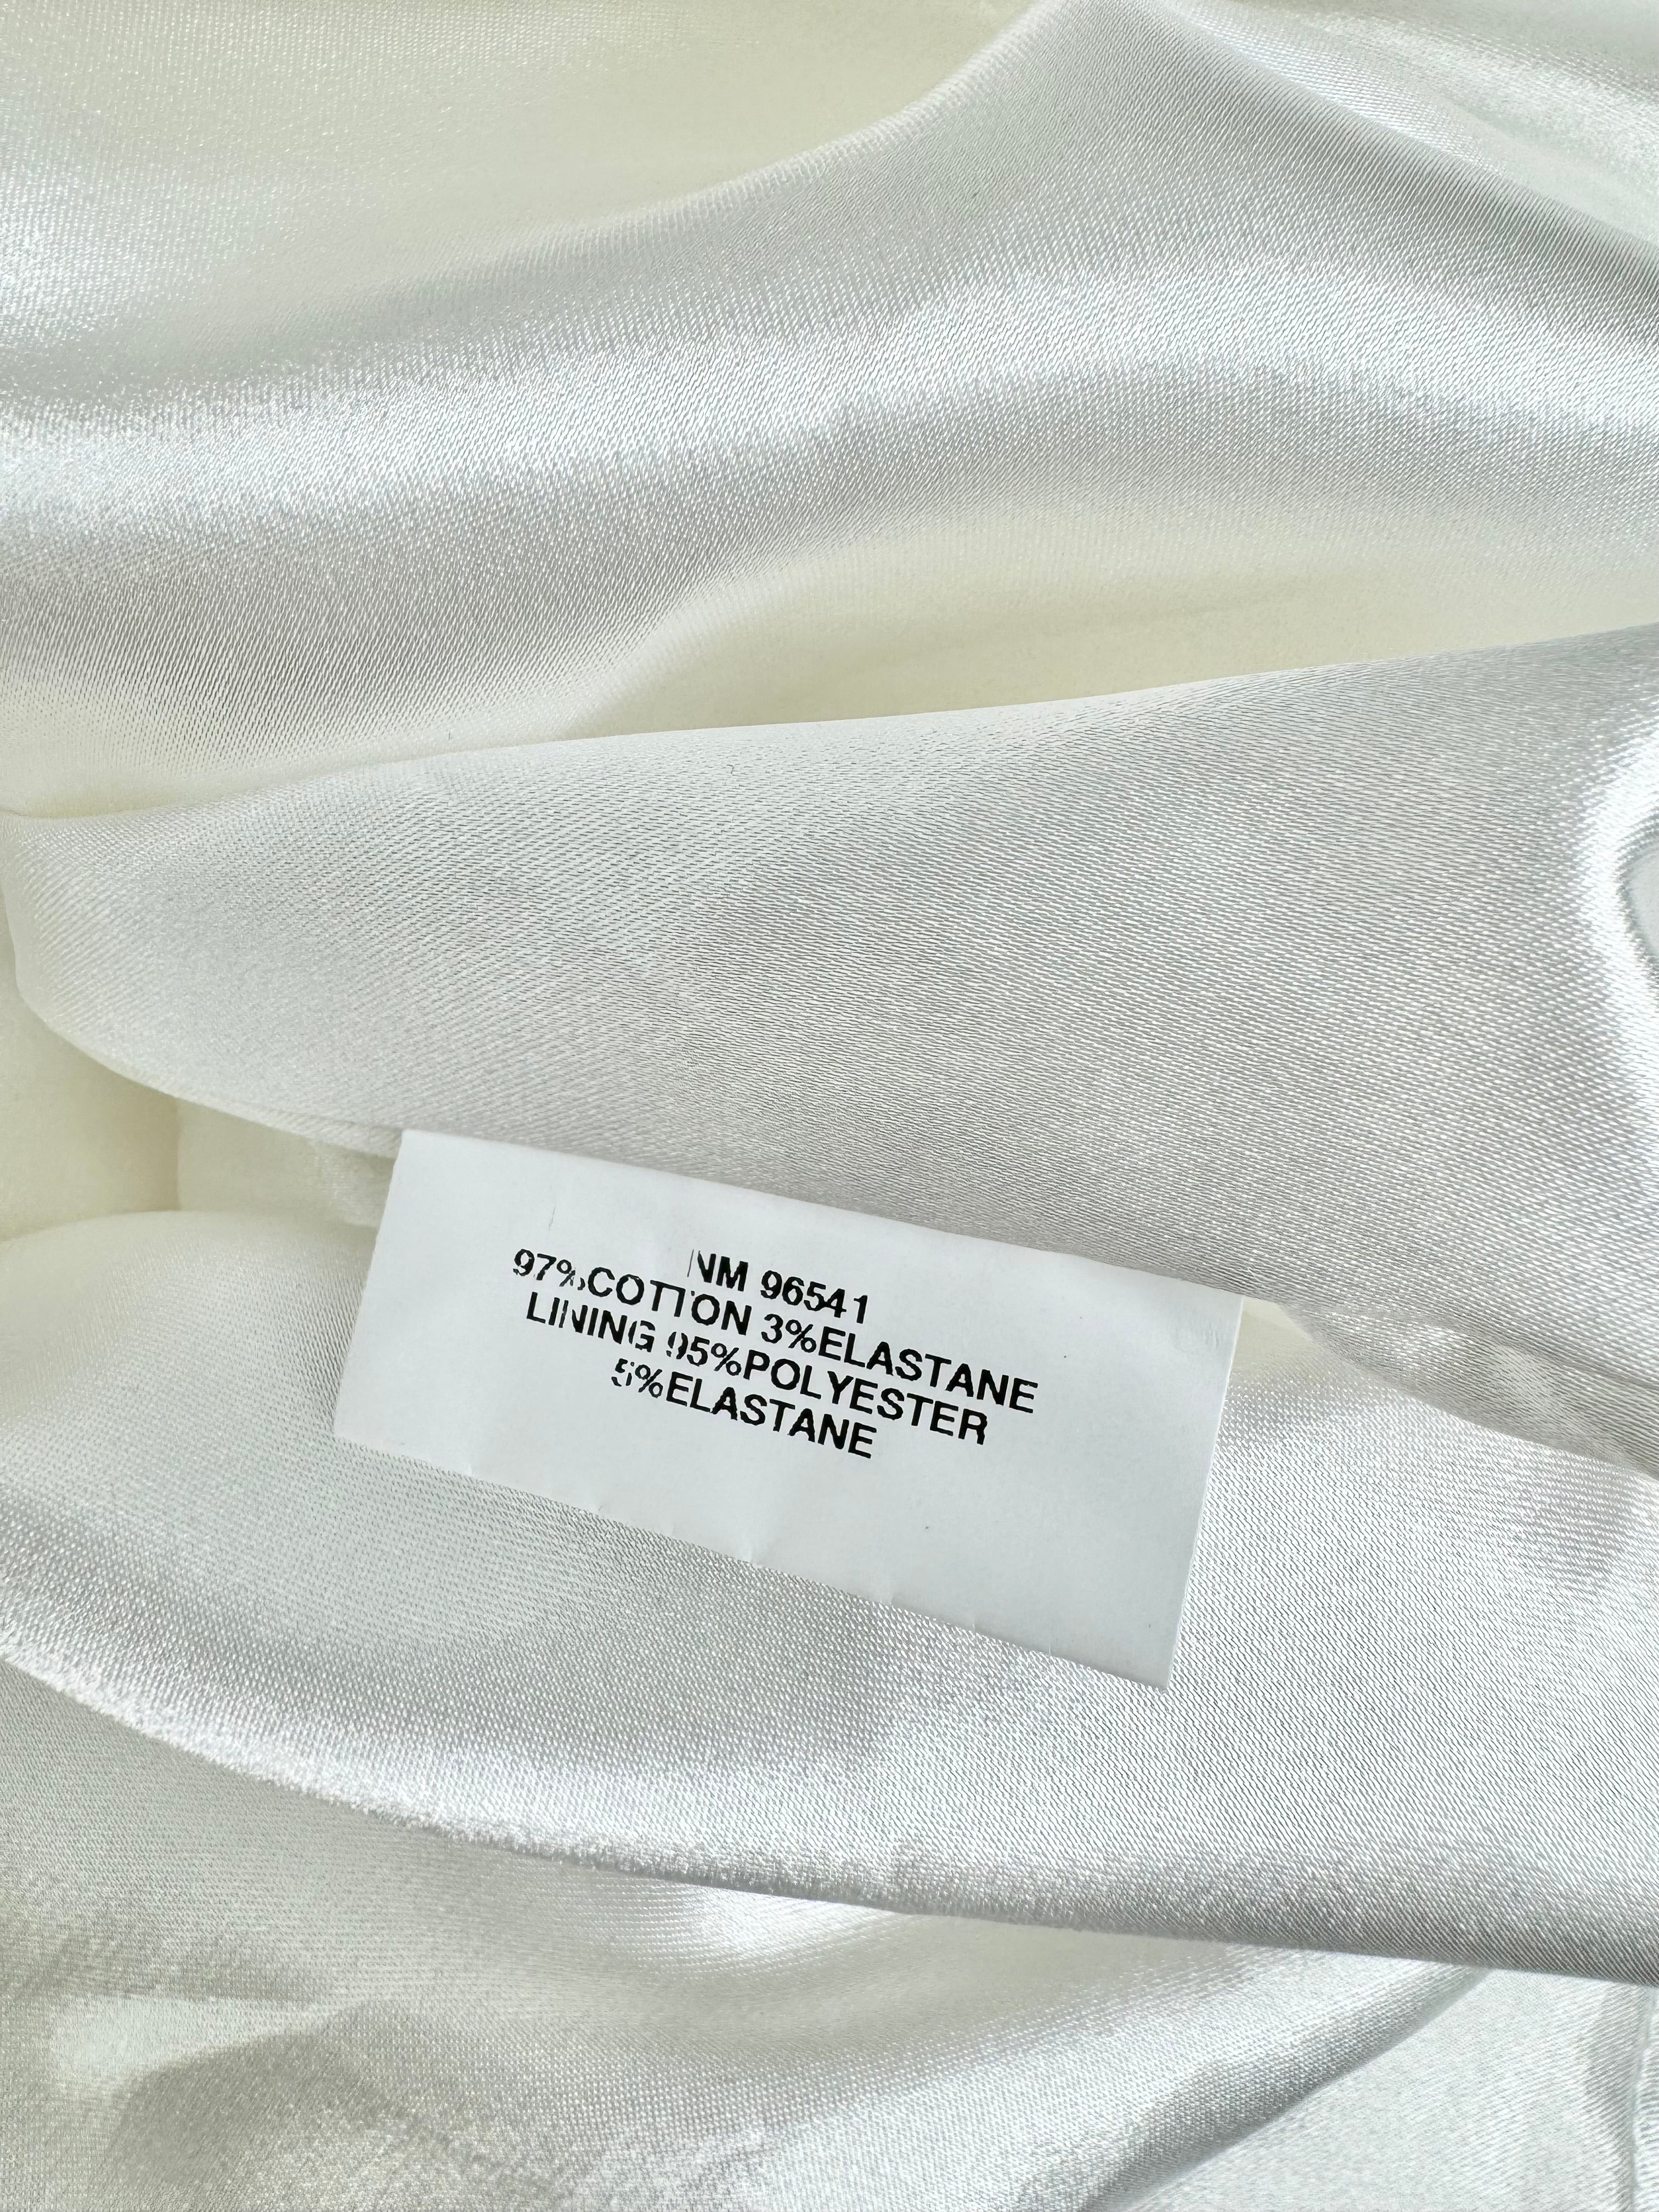 NM 96541
97%COTTON 3%ELASTANE
LINING 95%POLYESTER
5%ELASTANE